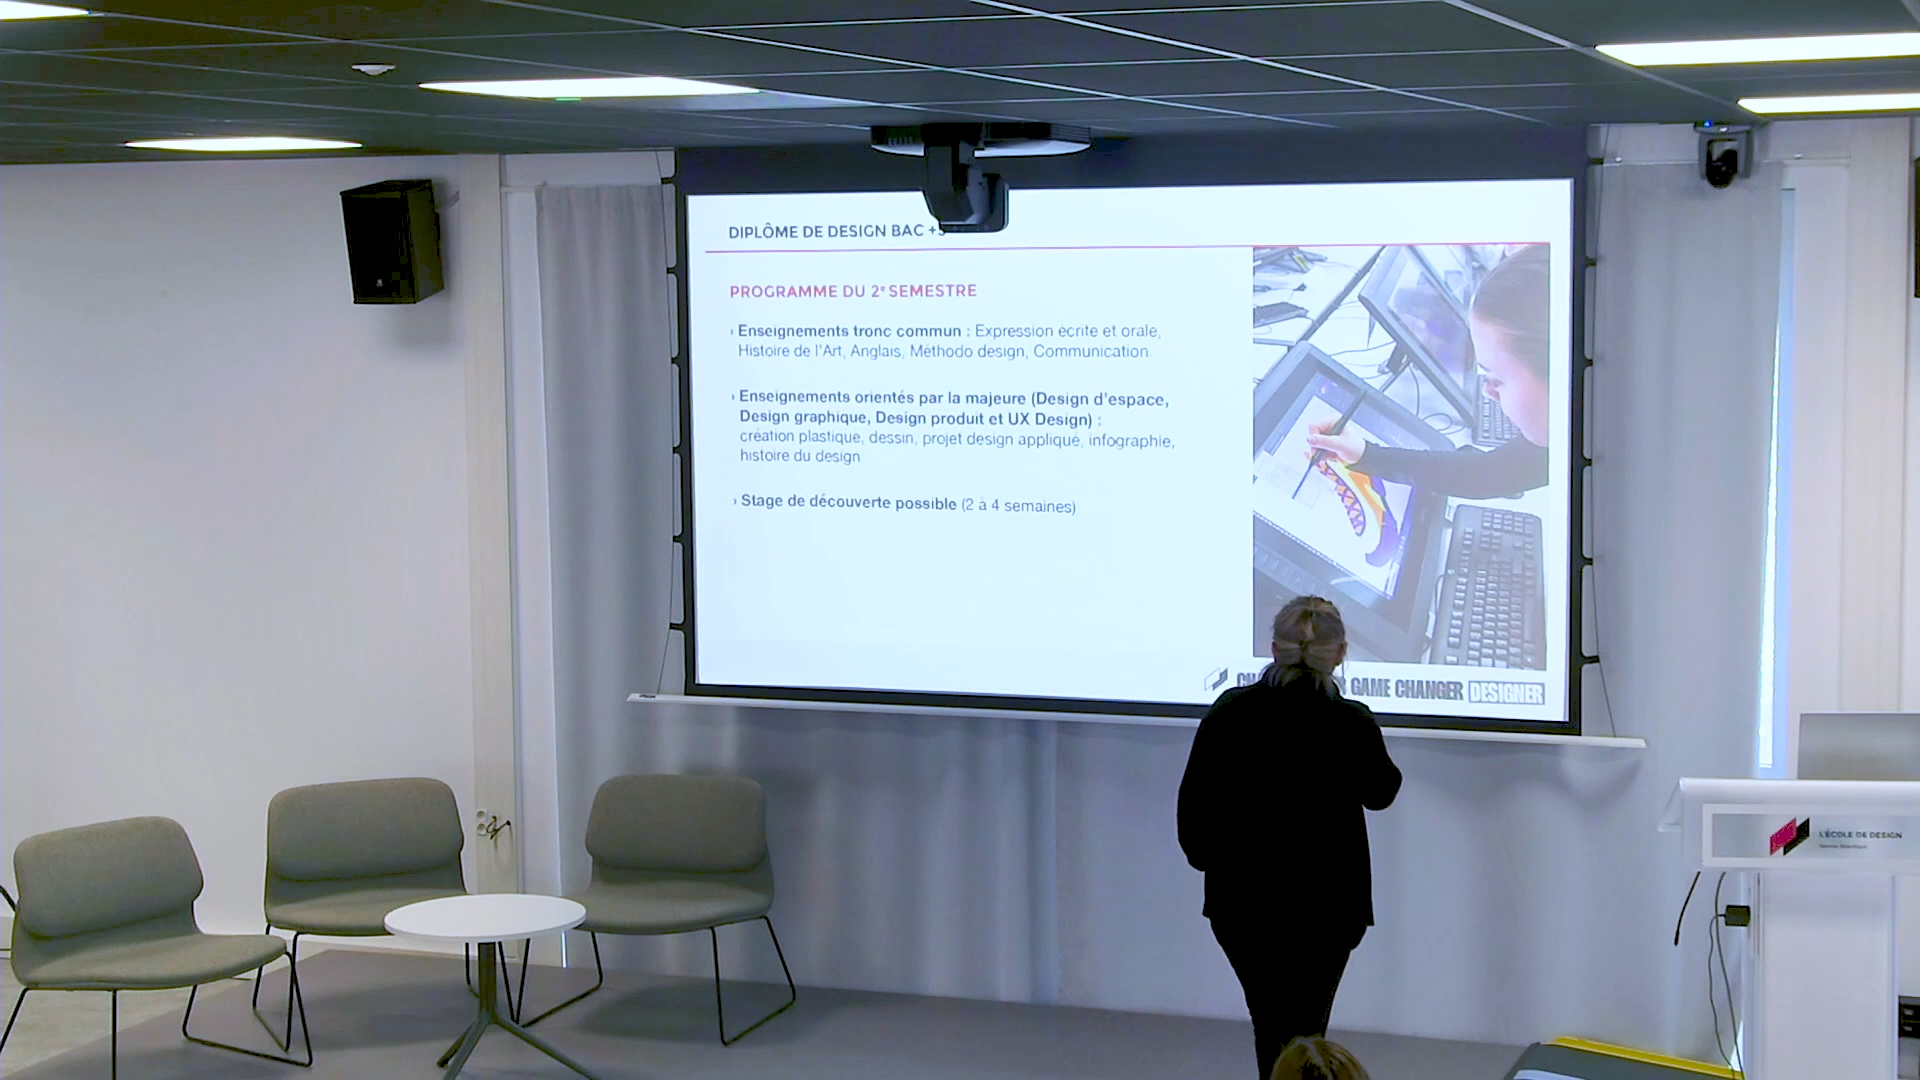 DIPLÔME DE DESIGN BAC +5
PROGRAMME DU 2e SEMESTRE
› Enseignements tronc commun : Expression écrite et orale,
Histoire de l'Art, Anglais, Méthodo design, Communication
› Enseignements orientés par la majeure (Design d'espace,
Design graphique, Design produit et UX Design) :
création plastique, dessin, projet design appliqué, infographie,
histoire du design
› Stage de découverte possible (2 à 4 semaines)
GAME CHANGER DESIGNER
L'ÉCOLE DE DESIGN
Nantes Atlantique